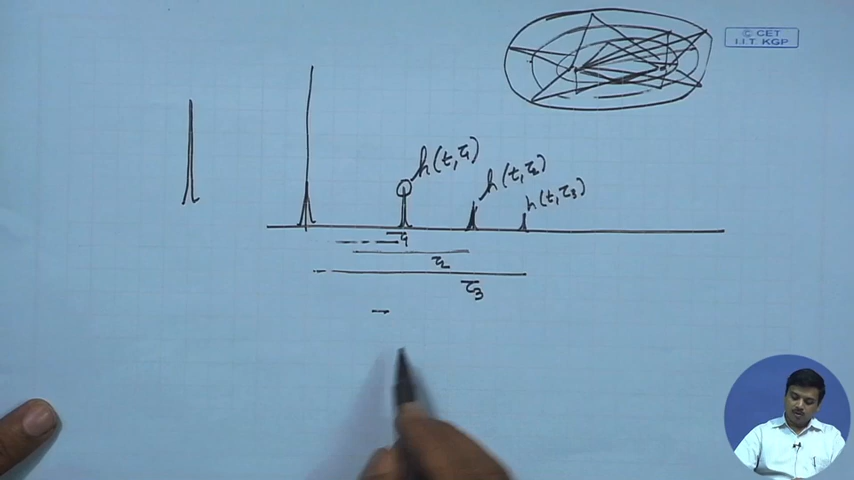 © CET
I.I.T. KGP
h(t, τ1)
h(t, τ2)
h(t, τ3)
τ1
τ2
τ3